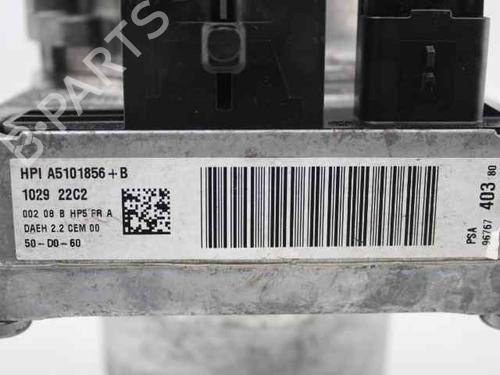 B-PARTS
HPI A5101856+B
1029 22C2
002 08 B HP5 FR A
DAEH 2.2 CEM 00
50-D0-60
PSA
96767 403 80